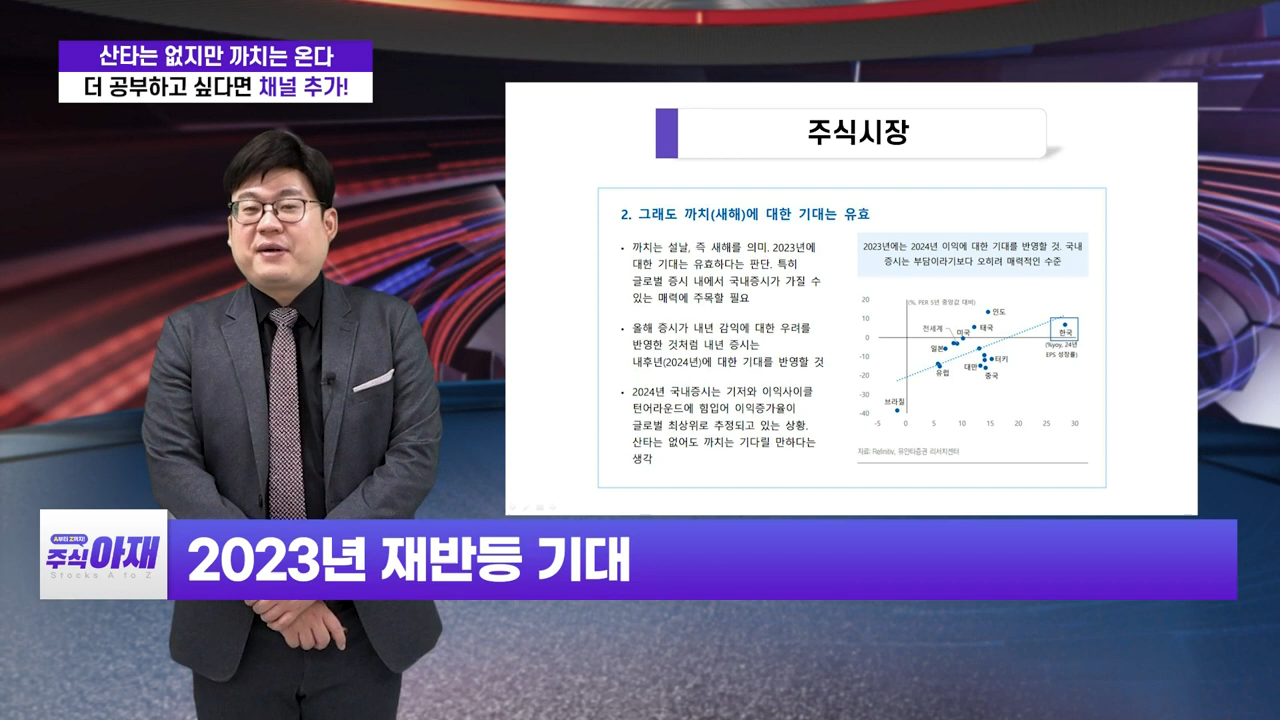 산타는 없지만 까치는 온다
더 공부하고 싶다면 채널 추가!
주식시장
2. 그래도 까치(새해)에 대한 기대는 유효
• 까치는 설날, 즉 새해를 의미. 2023년에
대한 기대는 유효하다는 판단. 특히
글로벌 증시 내에서 국내증시가 가질 수
있는 매력에 주목할 필요
• 올해 증시가 내년 감익에 대한 우려를
반영한 것처럼 내년 증시는
내후년(2024년)에 대한 기대를 반영할 것
• 2024년 국내증시는 기저와 이익사이클
턴어라운드에 힘입어 이익증가율이
글로벌 최상위로 추정되고 있는 상황.
산타는 없어도 까치는 기다릴 만하다는
생각
2023년에는 2024년 이익에 대한 기대를 반영할 것. 국내
증시는 부담이라기보다 오히려 매력적인 수준
(%, PER 5년 중앙값 대비)
20
10
0
-10
-20
-30
-40
인도
태국
전세계
미국
한국
일본
(%yoy, 24년
EPS 성장률)
터키
대만
중국
유럽
브라질
-5 0 5 10 15 20 25 30
자료: Refinitiv, 유안타증권 리서치센터
A부터 Z까지!
주식아재
Stocks A to Z
2023년 재반등 기대